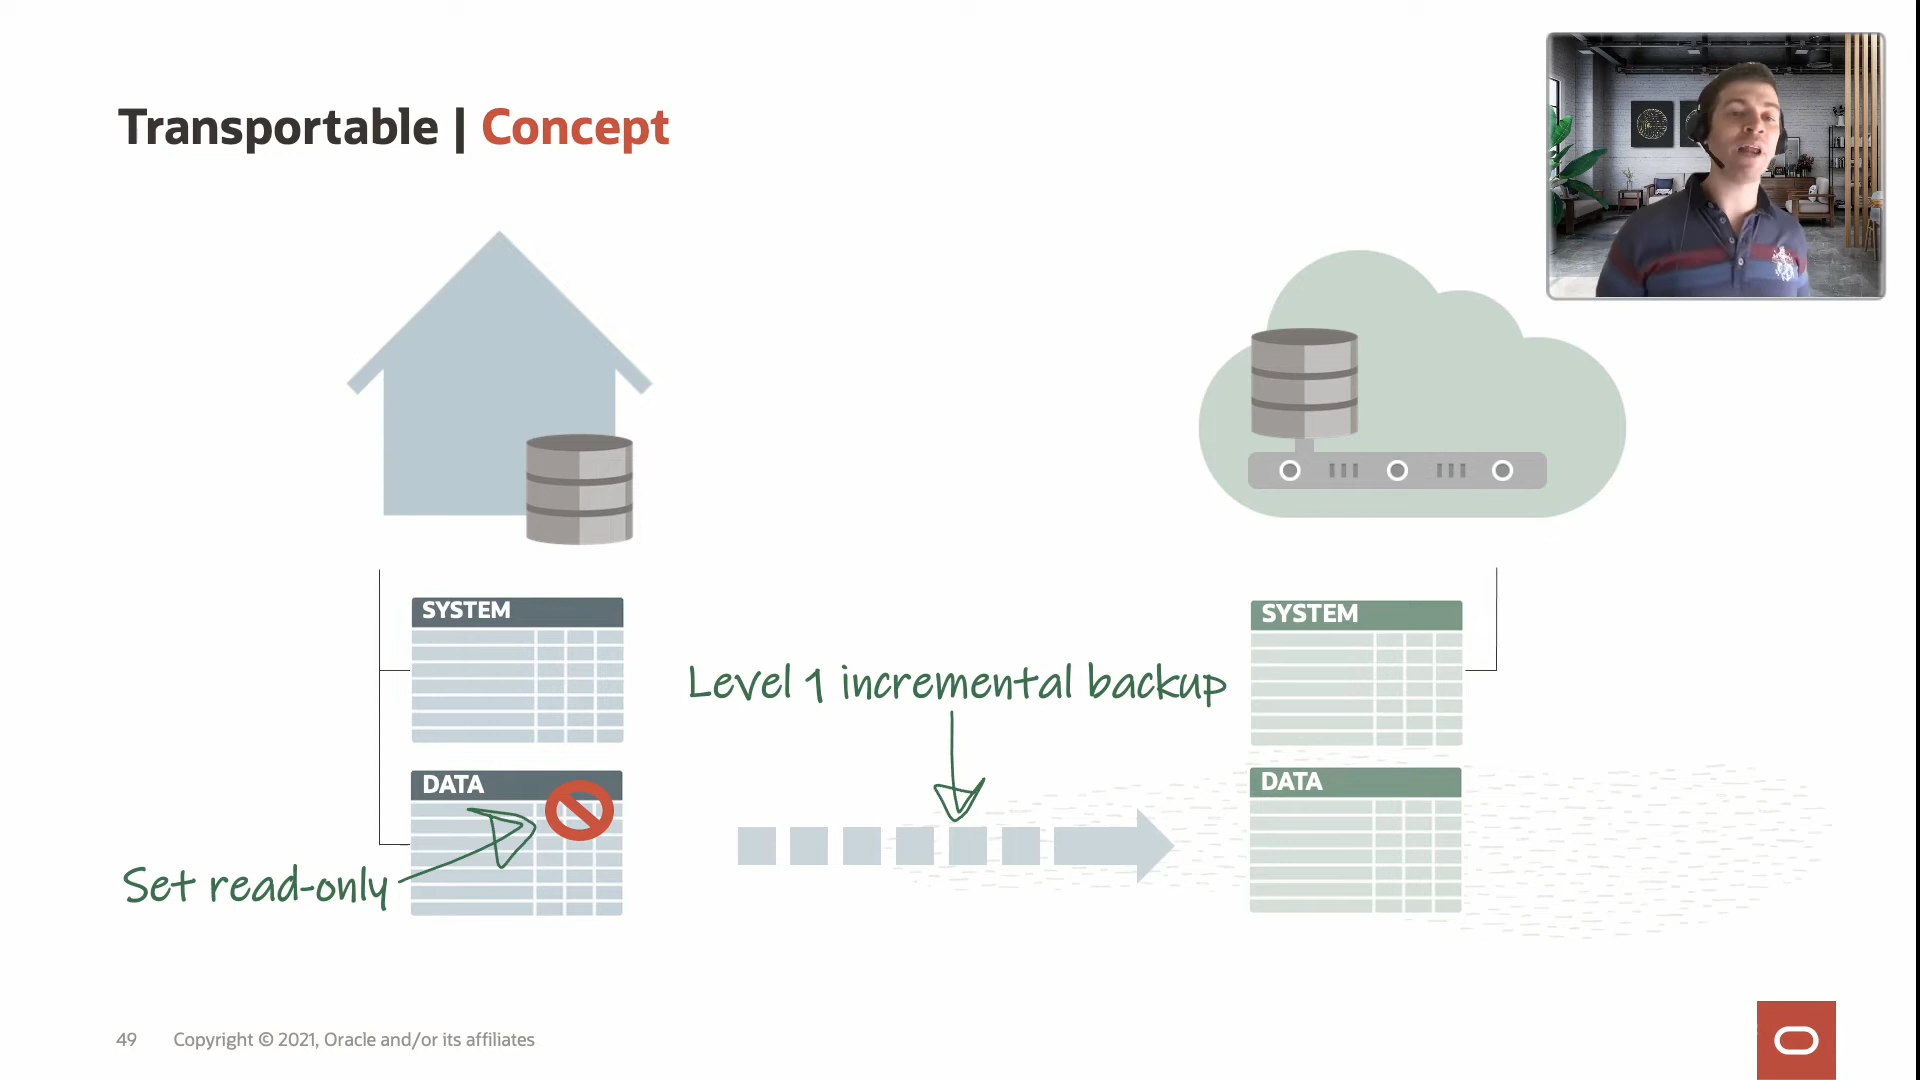 Transportable | Concept
SYSTEM
SYSTEM
Level 1 incremental backup
DATA
DATA
Set read-only
49 Copyright © 2021, Oracle and/or its affiliates